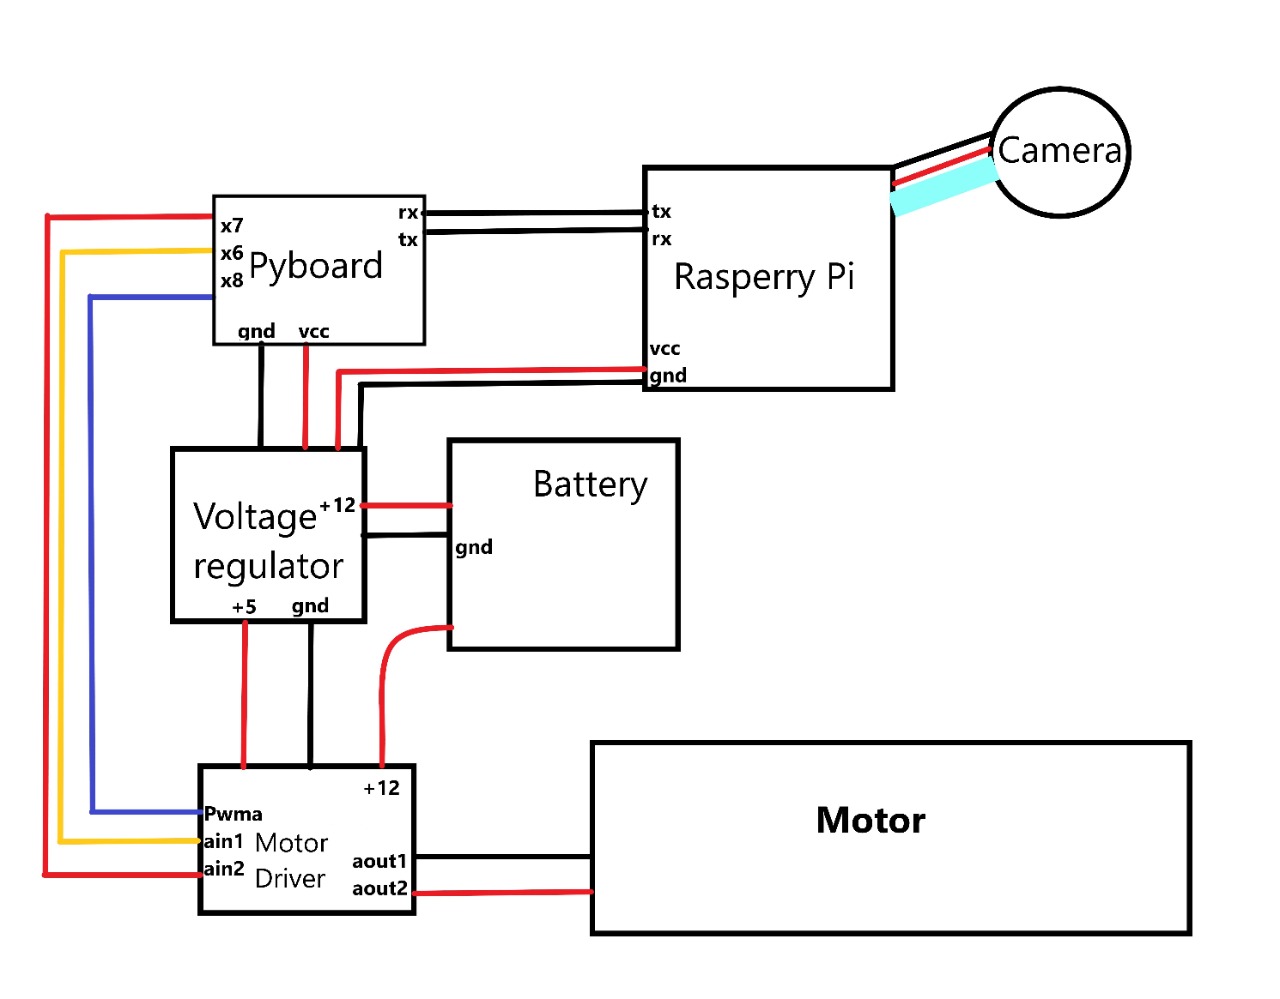 Camera
rx
tx
x7
x6
x8
Pyboard
gnd vcc
tx
rx
Rasperry Pi
vcc
gnd
Voltage
regulator
+12
+5 gnd
Battery
gnd
+12
Pwma
ain1
ain2
Motor
Driver
aout1
aout2
Motor